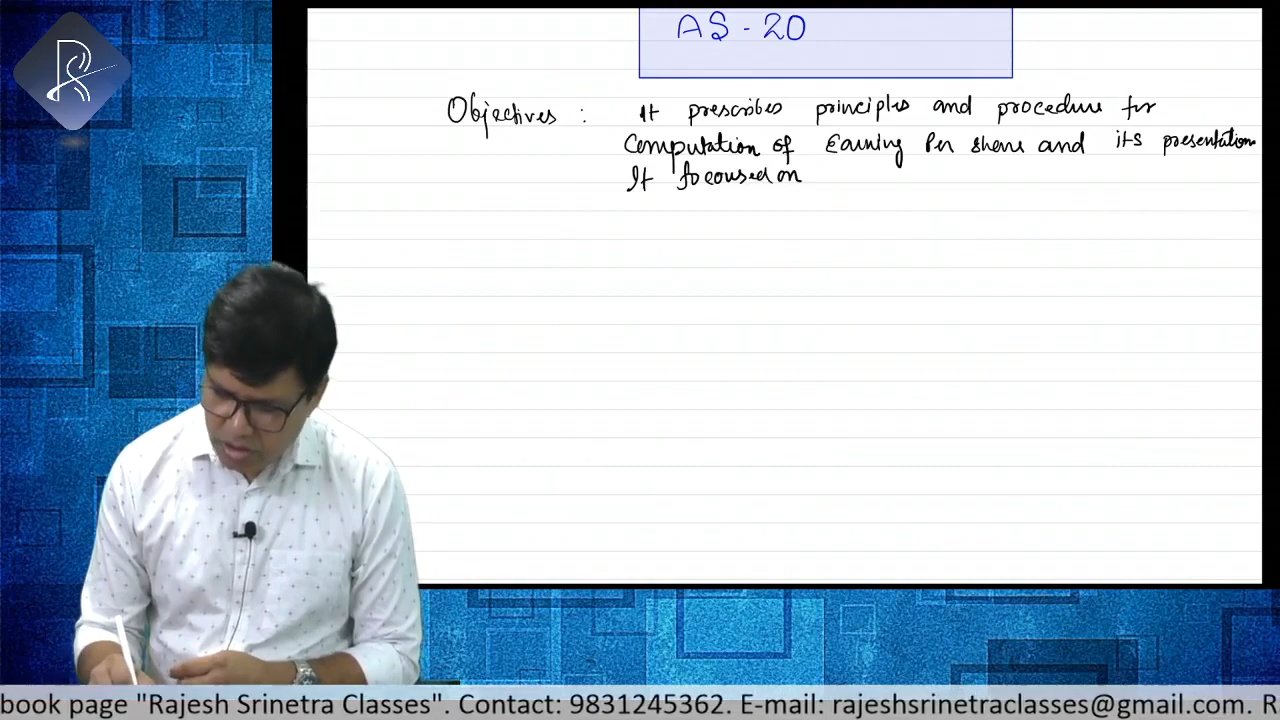 AS - 20
Objectives : It prescribes principles and procedure for
Computation of Earning Per share and its presentation
It focoused on
RS
book page "Rajesh Srinetra Classes". Contact: 9831245362. E-mail: rajeshsrinetraclasses@gmail.com. R